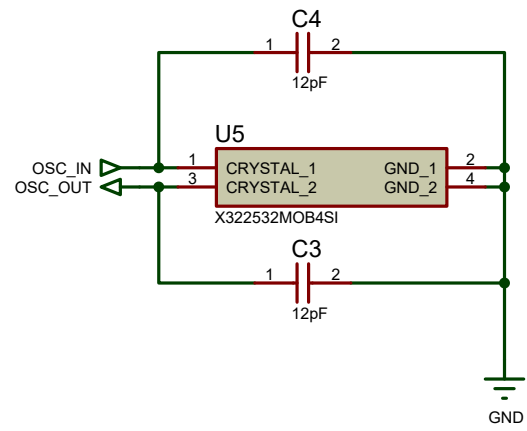 C4
1 2
12pF
U5
OSC_IN 1 CRYSTAL_1 GND_1 2
OSC_OUT 3 CRYSTAL_2 GND_2 4
X322532MOB4SI
C3
1 2
12pF
GND